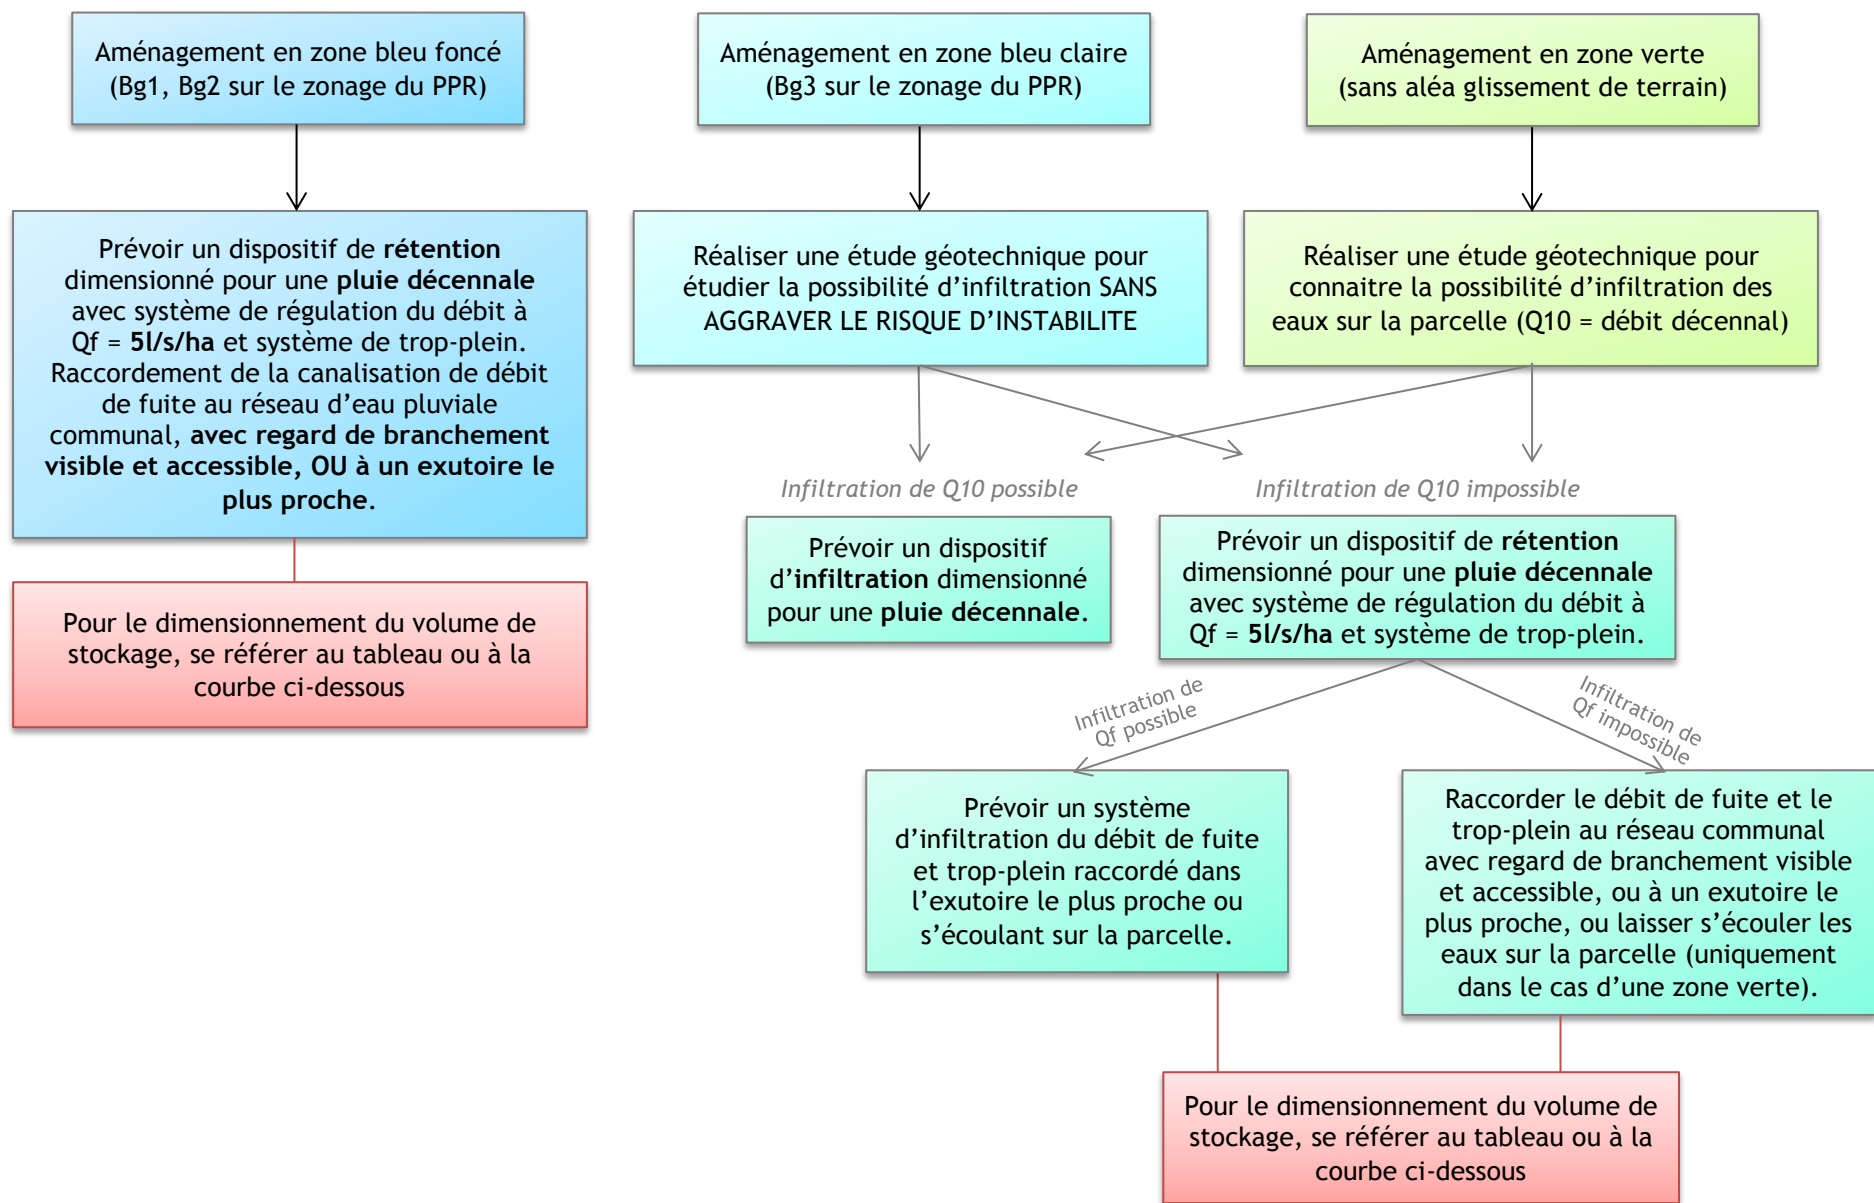 Aménagement en zone bleu foncé
(Bg1, Bg2 sur le zonage du PPR)
Aménagement en zone bleu claire
(Bg3 sur le zonage du PPR)
Aménagement en zone verte
(sans aléa glissement de terrain)
Prévoir un dispositif de rétention
dimensionné pour une pluie décennale
avec système de régulation du débit à
Qf = 5l/s/ha et système de trop-plein.
Raccordement de la canalisation de débit
de fuite au réseau d’eau pluviale
communal, avec regard de branchement
visible et accessible, OU à un exutoire le
plus proche.
Réaliser une étude géotechnique pour
étudier la possibilité d’infiltration SANS
AGGRAVER LE RISQUE D’INSTABILITE
Réaliser une étude géotechnique pour
connaitre la possibilité d’infiltration des
eaux sur la parcelle (Q10 = débit décennal)
Infiltration de Q10 possible
Infiltration de Q10 impossible
Prévoir un dispositif
d’infiltration dimensionné
pour une pluie décennale.
Prévoir un dispositif de rétention
dimensionné pour une pluie décennale
avec système de régulation du débit à
Qf = 5l/s/ha et système de trop-plein.
Pour le dimensionnement du volume de
stockage, se référer au tableau ou à la
courbe ci-dessous
Infiltration de
Qf possible
Infiltration de
Qf impossible
Prévoir un système
d’infiltration du débit de fuite
et trop-plein raccordé dans
l’exutoire le plus proche ou
s’écoulant sur la parcelle.
Raccorder le débit de fuite et le
trop-plein au réseau communal
avec regard de branchement visible
et accessible, ou à un exutoire le
plus proche, ou laisser s’écouler les
eaux sur la parcelle (uniquement
dans le cas d’une zone verte).
Pour le dimensionnement du volume de
stockage, se référer au tableau ou à la
courbe ci-dessous